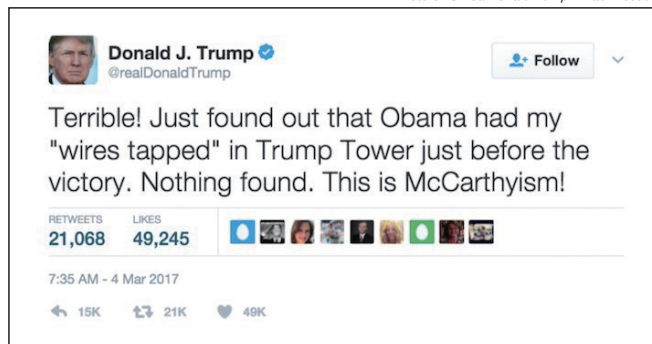 Donald J. Trump
@realDonaldTrump
Follow
Terrible! Just found out that Obama had my
"wires tapped" in Trump Tower just before the
victory. Nothing found. This is McCarthyism!
RETWEETS LIKES
21,068 49,245
7:35 AM - 4 Mar 2017
15K 21K 49K